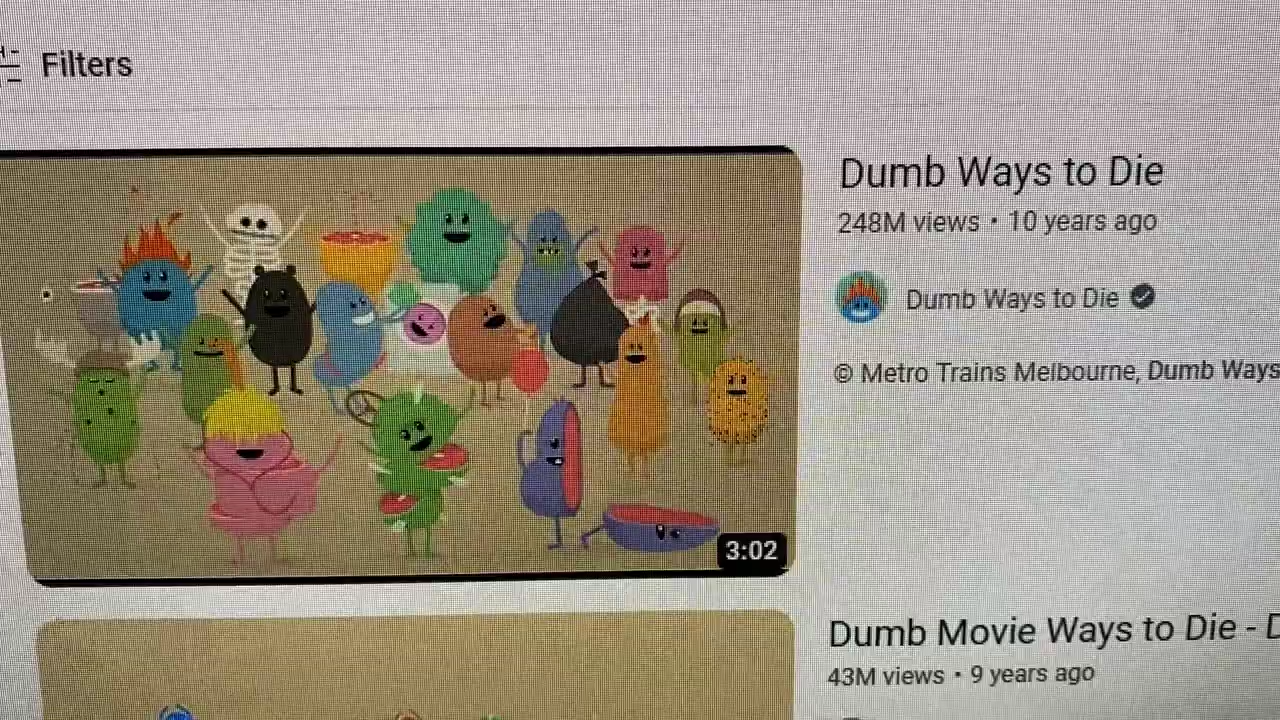 Filters
Dumb Ways to Die
248M views • 10 years ago
Dumb Ways to Die
© Metro Trains Melbourne, Dumb Ways
3:02
Dumb Movie Ways to Die -
43M views • 9 years ago